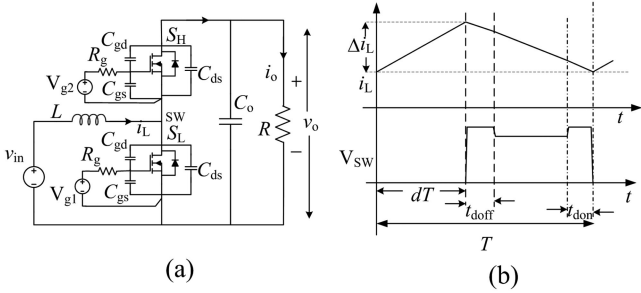 C_gd
S_H
R_g
V_g2
C_gs
C_ds
L
i_L
SW
S_L
C_o
i_o
+
R
v_o
−
C_gd
R_g
v_in
V_g1
C_gs
C_ds
(a)
Δi_L
i_L
t
V_SW
t
dT
t_doff
t_don
T
(b)